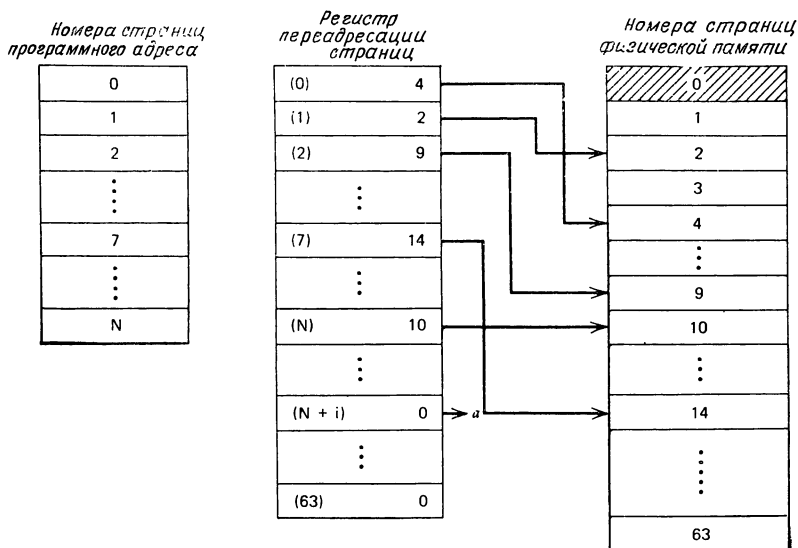 Номера страниц
программного адреса
0
1
2
7
N
Регистр
переадресации
страниц
(0) 4
(1) 2
(2) 9
(7) 14
(N) 10
(N + i) 0
a
(63) 0
Номера страниц
физической памяти
0
1
2
3
4
9
10
14
63